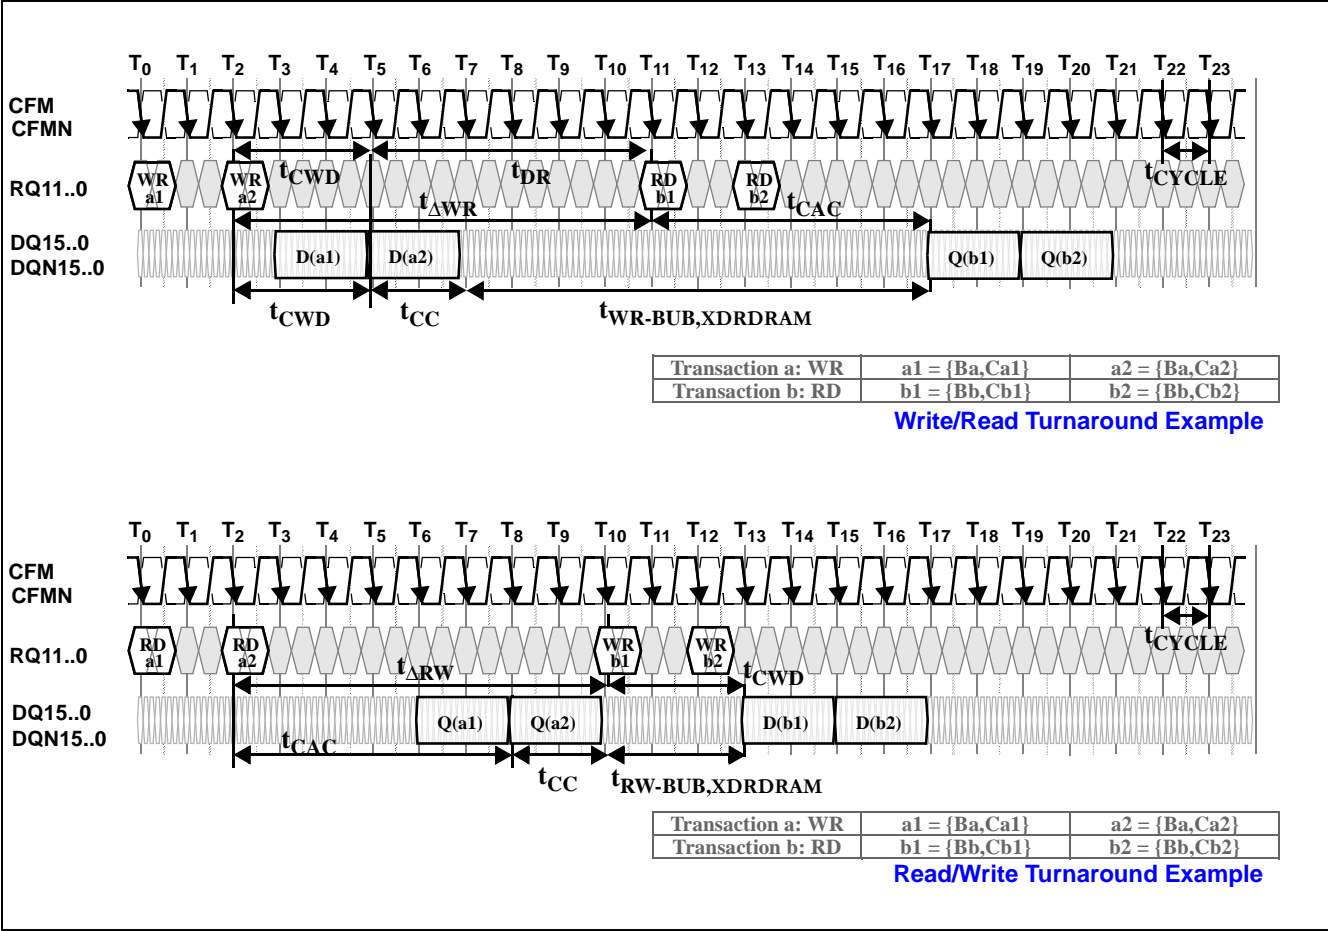 T0 T1 T2 T3 T4 T5 T6 T7 T8 T9 T10 T11 T12 T13 T14 T15 T16 T17 T18 T19 T20 T21 T22 T23
CFM
CFMN
RQ11..0
WR a1
WR a2
RD b1
RD b2
tCWD
tDR
tCYCLE
tΔWR
tCAC
DQ15..0
DQN15..0
D(a1)
D(a2)
Q(b1)
Q(b2)
tCWD
tCC
tWR-BUB,XDRDRAM
Transaction a: WR a1 = {Ba,Ca1} a2 = {Ba,Ca2}
Transaction b: RD b1 = {Bb,Cb1} b2 = {Bb,Cb2}
Write/Read Turnaround Example
T0 T1 T2 T3 T4 T5 T6 T7 T8 T9 T10 T11 T12 T13 T14 T15 T16 T17 T18 T19 T20 T21 T22 T23
CFM
CFMN
RQ11..0
RD a1
RD a2
WR b1
WR b2
tCYCLE
tΔRW
tCWD
DQ15..0
DQN15..0
Q(a1)
Q(a2)
D(b1)
D(b2)
tCAC
tCC
tRW-BUB,XDRDRAM
Transaction a: WR a1 = {Ba,Ca1} a2 = {Ba,Ca2}
Transaction b: RD b1 = {Bb,Cb1} b2 = {Bb,Cb2}
Read/Write Turnaround Example